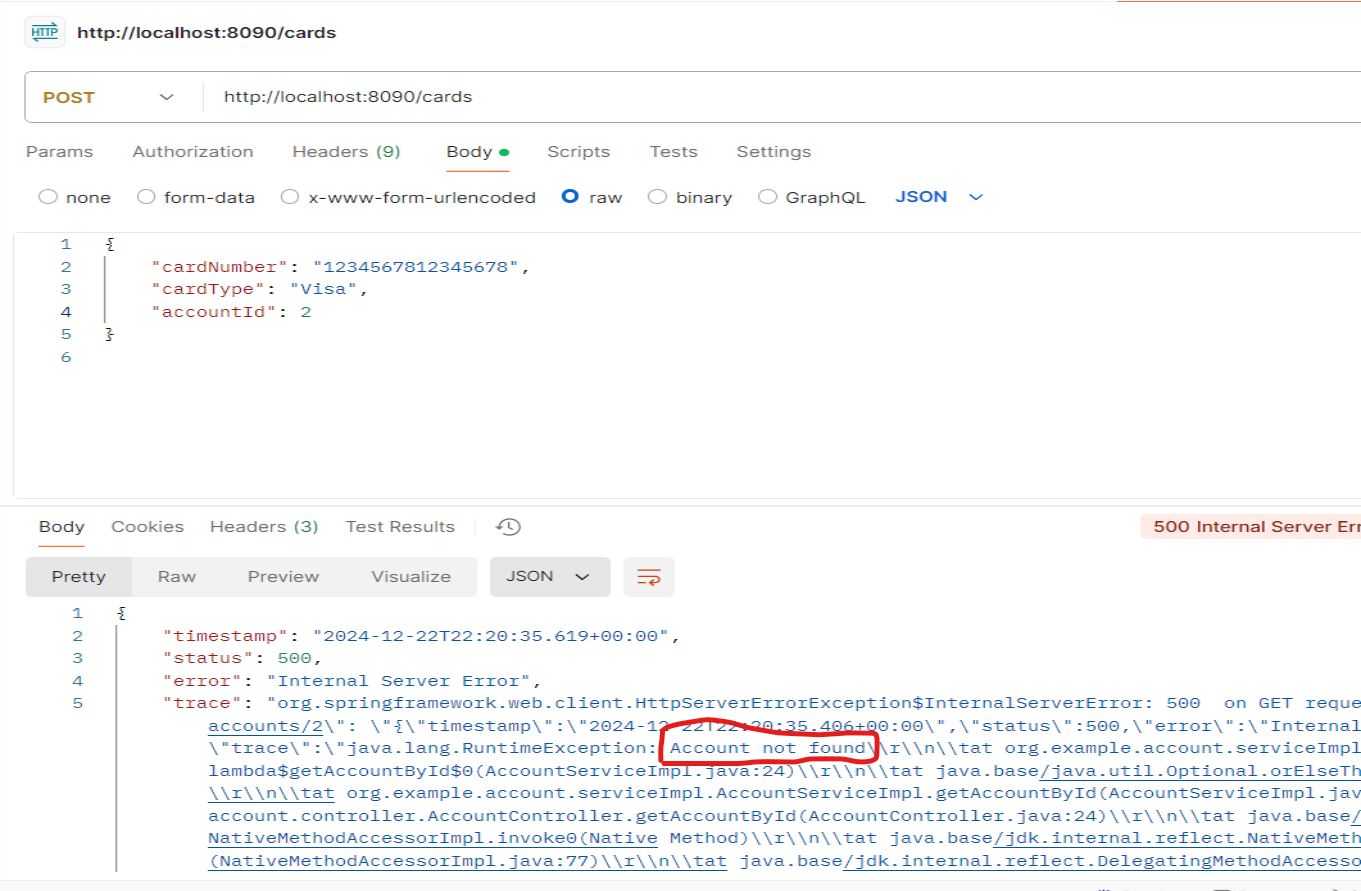 HTTP http://localhost:8090/cards
POST http://localhost:8090/cards
Params Authorization Headers (9) Body Scripts Tests Settings
none form-data x-www-form-urlencoded raw binary GraphQL JSON
1 {
2 "cardNumber": "1234567812345678",
3 "cardType": "Visa",
4 "accountId": 2
5 }
6
Body Cookies Headers (3) Test Results 500 Internal Server Err
Pretty Raw Preview Visualize JSON
1 {
2 "timestamp": "2024-12-22T22:20:35.619+00:00",
3 "status": 500,
4 "error": "Internal Server Error",
5 "trace": "org.springframework.web.client.HttpServerErrorException$InternalServerError: 500  on GET reque
accounts/2\": \"{\"timestamp\":\"2024-12-22T22:20:35.406+00:00\",\"status\":500,\"error\":\"Internal
\"trace\":\"java.lang.RuntimeException: Account not found\\r\\n\\tat org.example.account.serviceImpl
lambda$getAccountById$0(AccountServiceImpl.java:24)\\r\\n\\tat java.base/java.util.Optional.orElseTh
\\r\\n\\tat org.example.account.serviceImpl.AccountServiceImpl.getAccountById(AccountServiceImpl.jav
account.controller.AccountController.getAccountById(AccountController.java:24)\\r\\n\\tat java.base/
NativeMethodAccessorImpl.invoke0(Native Method)\\r\\n\\tat java.base/jdk.internal.reflect.NativeMeth
(NativeMethodAccessorImpl.java:77)\\r\\n\\tat java.base/jdk.internal.reflect.DelegatingMethodAccesso